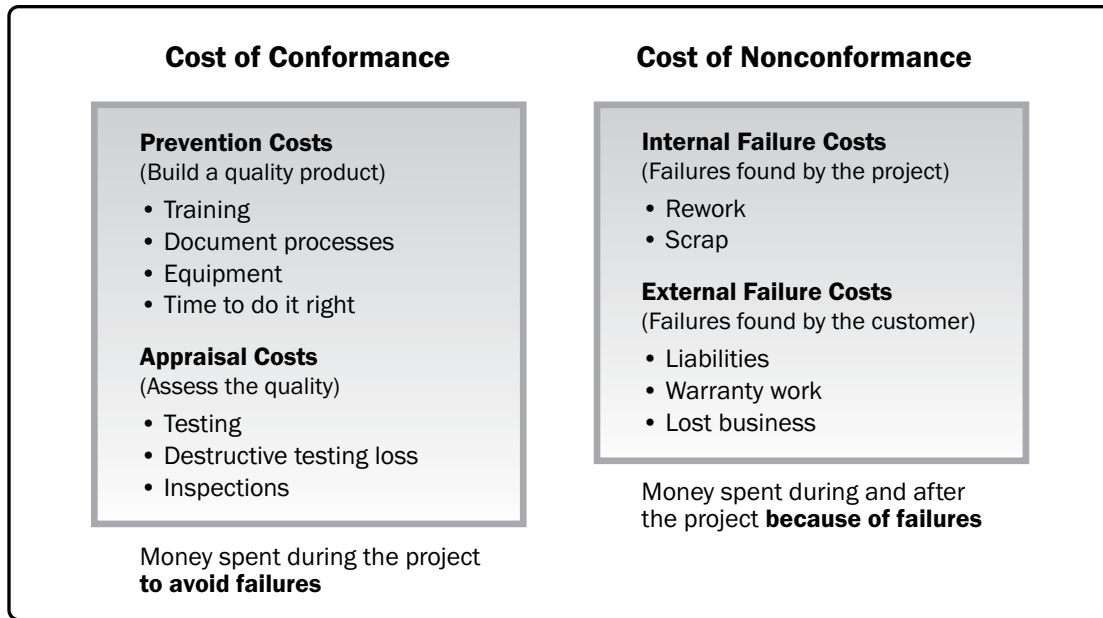 Cost of Conformance
Prevention Costs
(Build a quality product)
• Training
• Document processes
• Equipment
• Time to do it right
Appraisal Costs
(Assess the quality)
• Testing
• Destructive testing loss
• Inspections
Money spent during the project
to avoid failures
Cost of Nonconformance
Internal Failure Costs
(Failures found by the project)
• Rework
• Scrap
External Failure Costs
(Failures found by the customer)
• Liabilities
• Warranty work
• Lost business
Money spent during and after
the project because of failures